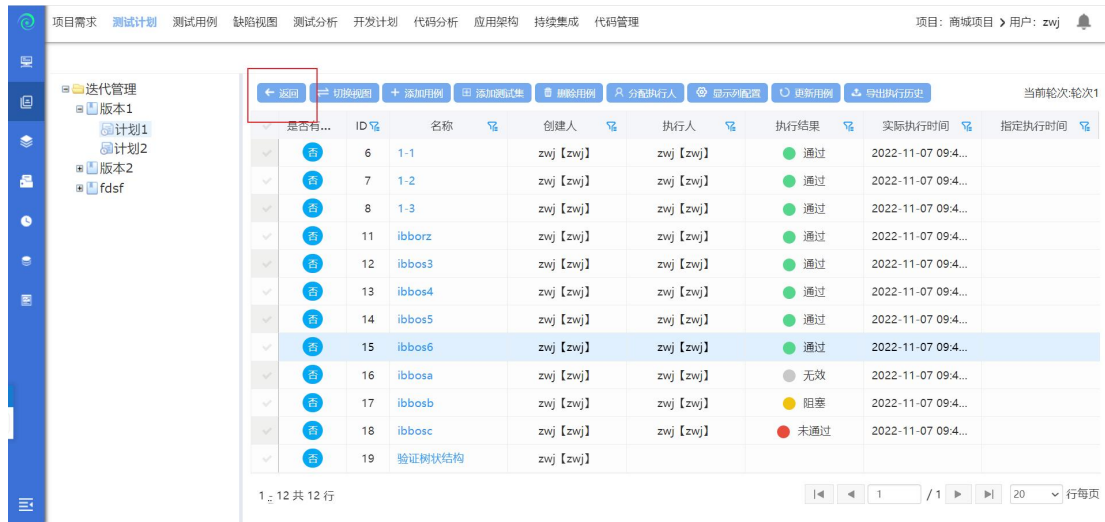 项目需求 测试计划 测试用例 缺陷视图 测试分析 开发计划 代码分析 应用架构 持续集成 代码管理 项目：商城项目 用户：zwj
迭代管理
版本1
计划1
计划2
版本2
fdsf
返回 切换视图 添加用例 添加测试集 删除用例 分配执行人 显示列配置 更新用例 导出执行历史 当前轮次:轮次1
是否有... ID 名称 创建人 执行人 执行结果 实际执行时间 指定执行时间
否 6 1-1 zwj【zwj】 zwj【zwj】 通过 2022-11-07 09:4...
否 7 1-2 zwj【zwj】 zwj【zwj】 通过 2022-11-07 09:4...
否 8 1-3 zwj【zwj】 zwj【zwj】 通过 2022-11-07 09:4...
否 11 ibborz zwj【zwj】 zwj【zwj】 通过 2022-11-07 09:4...
否 12 ibbos3 zwj【zwj】 zwj【zwj】 通过 2022-11-07 09:4...
否 13 ibbos4 zwj【zwj】 zwj【zwj】 通过 2022-11-07 09:4...
否 14 ibbos5 zwj【zwj】 zwj【zwj】 通过 2022-11-07 09:4...
否 15 ibbos6 zwj【zwj】 zwj【zwj】 通过 2022-11-07 09:4...
否 16 ibbosa zwj【zwj】 zwj【zwj】 无效 2022-11-07 09:4...
否 17 ibbosb zwj【zwj】 zwj【zwj】 阻塞 2022-11-07 09:4...
否 18 ibbosc zwj【zwj】 zwj【zwj】 未通过 2022-11-07 09:4...
否 19 验证树状结构 zwj【zwj】
1 - 12 共 12 行 1 / 1 20 行每页